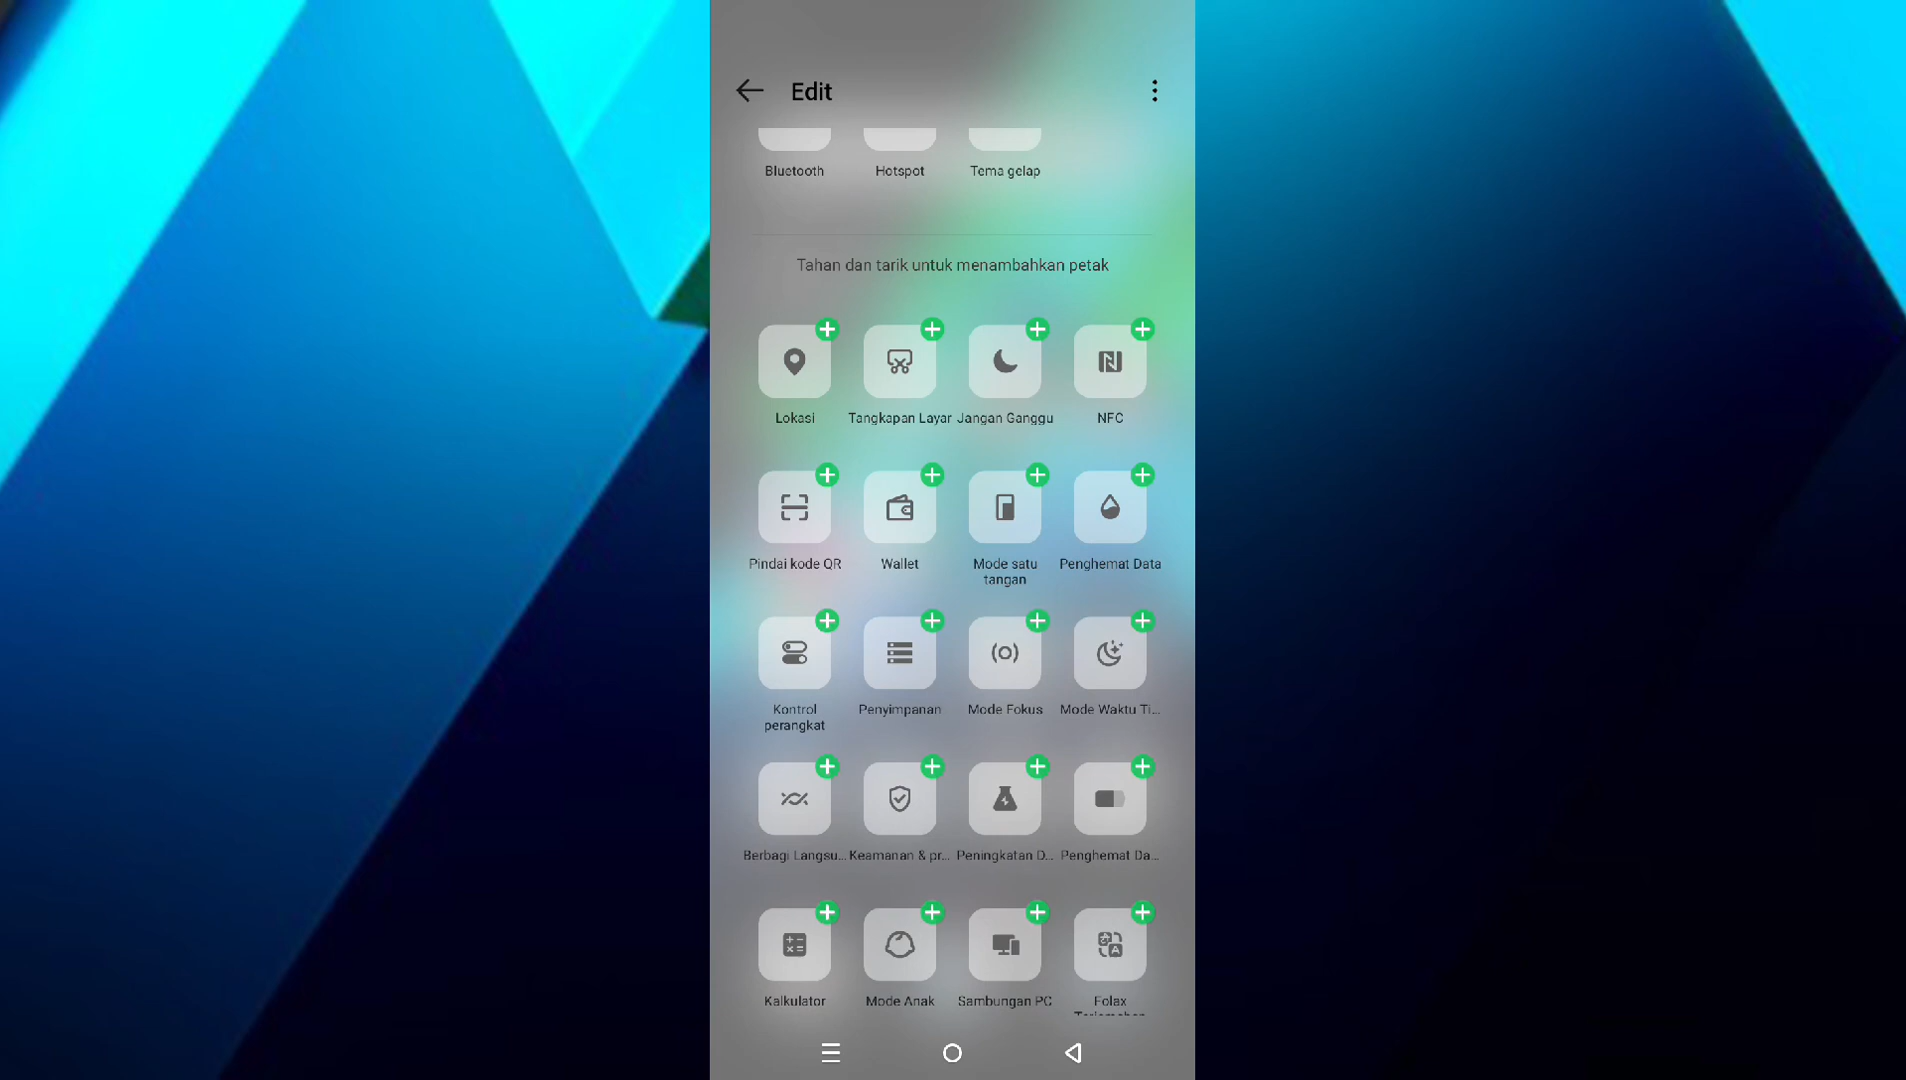 Edit
Bluetooth Hotspot Tema gelap
Tahan dan tarik untuk menambahkan petak
Lokasi Tangkapan Layar Jangan Ganggu NFC
Pindai kode QR Wallet Mode satu tangan Penghemat Data
Kontrol perangkat Penyimpanan Mode Fokus Mode Waktu Ti...
Berbagi Langsu... Keamanan & pr... Peningkatan D... Penghemat Da...
Kalkulator Mode Anak Sambungan PC Folax